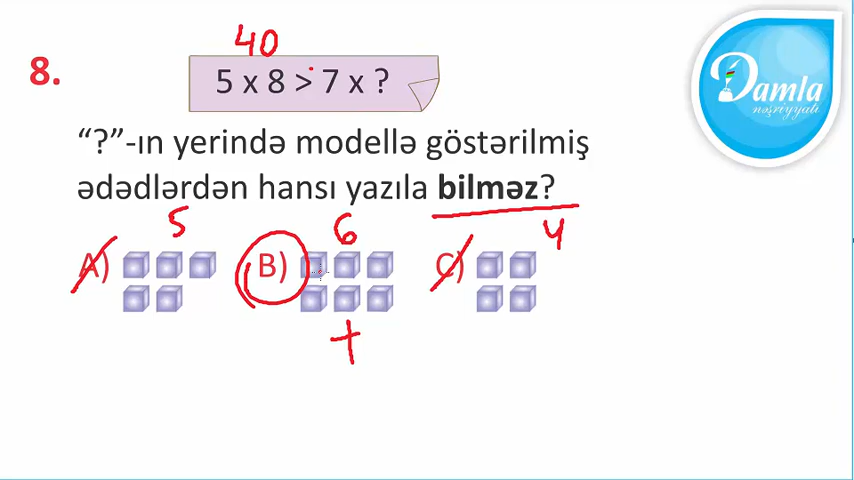 40
8.
5 x 8 > 7 x ?
Damla
nəşriyyatı
“?”-ın yerində modellə göstərilmiş
ədədlərdən hansı yazıla bilməz?
5 6 4
A) B) C)
+